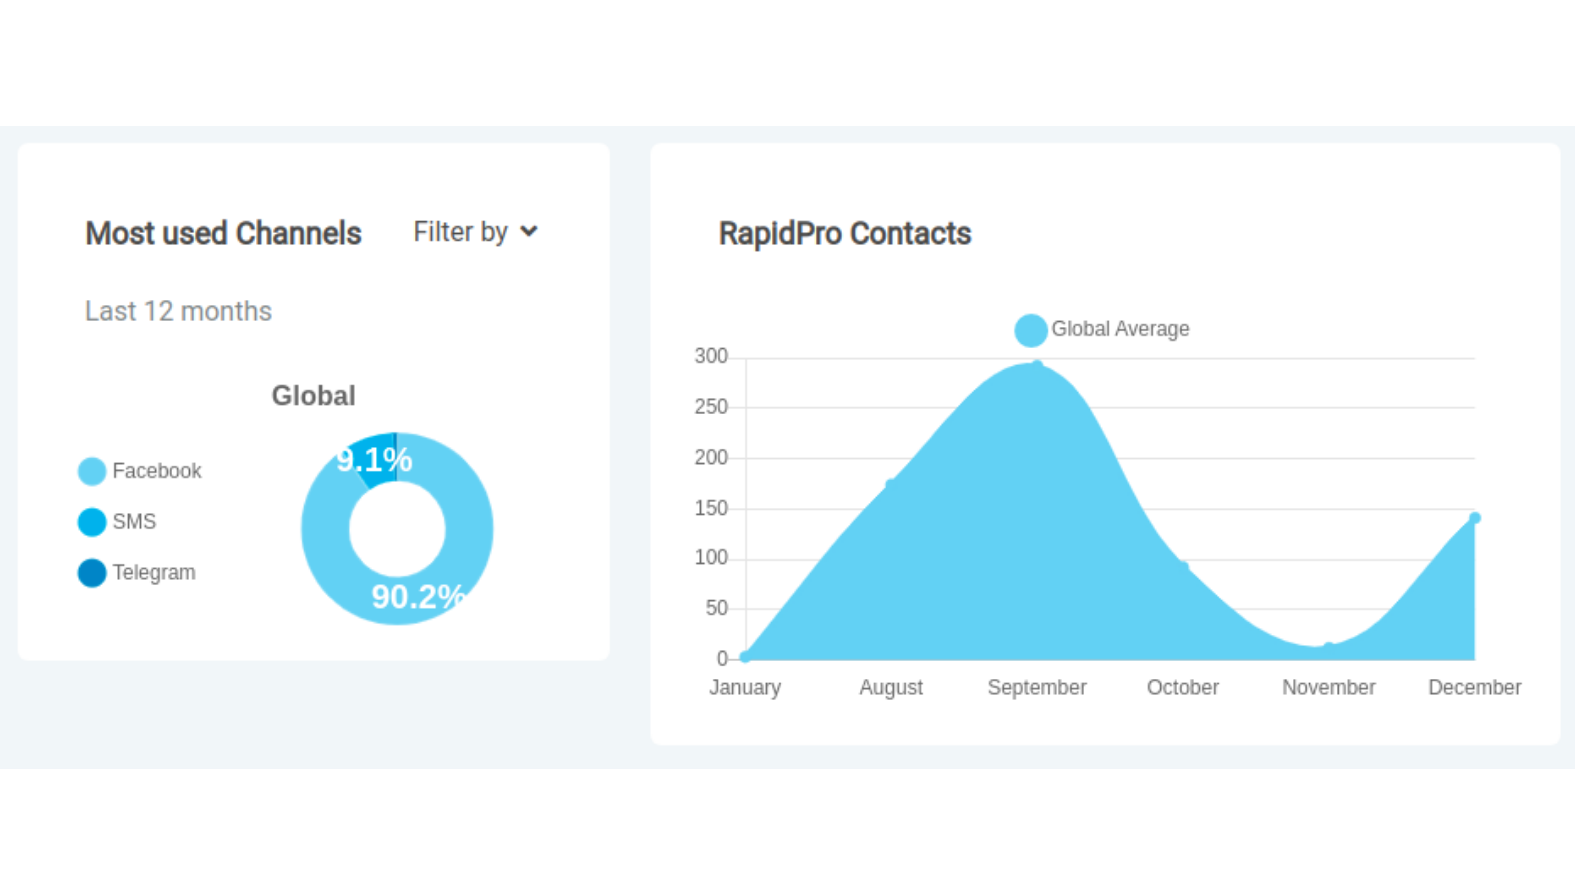 Most used Channels
Filter by
Last 12 months
Global
Facebook
SMS
Telegram
9.1%
90.2%
RapidPro Contacts
Global Average
300
250
200
150
100
50
0
January August September October November December